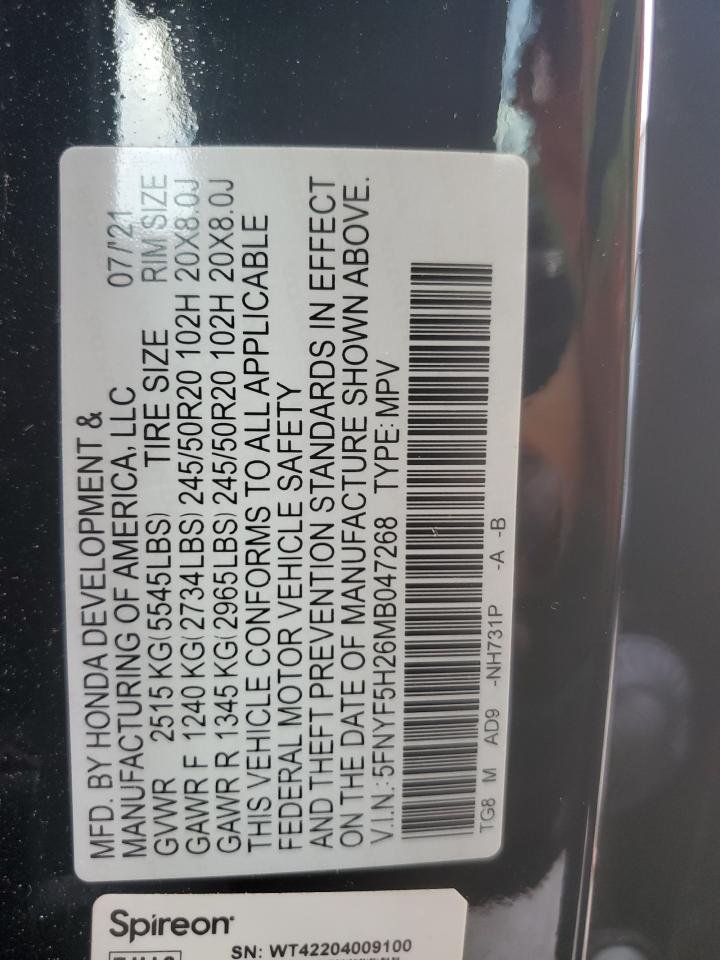 MFD. BY HONDA DEVELOPMENT &
MANUFACTURING OF AMERICA, LLC 07/'21
GVWR 2515 KG(5545LBS) TIRE SIZE RIM SIZE
GAWR F 1240 KG(2734LBS) 245/50R20 102H 20X8.0J
GAWR R 1345 KG(2965LBS) 245/50R20 102H 20X8.0J
THIS VEHICLE CONFORMS TO ALL APPLICABLE
FEDERAL MOTOR VEHICLE SAFETY
AND THEFT PREVENTION STANDARDS IN EFFECT
ON THE DATE OF MANUFACTURE SHOWN ABOVE.
V.I.N.:5FNYF5H26MB047268 TYPE:MPV
TG8 M AD9 -NH731P -A -B
Spireon
SN: WT42204009100